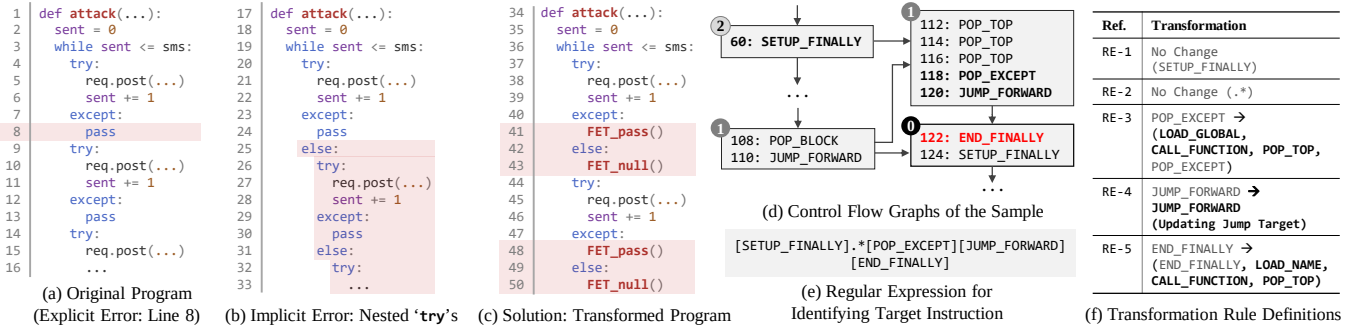 1 def attack(...):
2 sent = 0
3 while sent <= sms:
4 try:
5 req.post(...)
6 sent += 1
7 except:
8 pass
9 try:
10 req.post(...)
11 sent += 1
12 except:
13 pass
14 try:
15 req.post(...)
16 ...
(a) Original Program
(Explicit Error: Line 8)
17 def attack(...):
18 sent = 0
19 while sent <= sms:
20 try:
21 req.post(...)
22 sent += 1
23 except:
24 pass
25 else:
26 try:
27 req.post(...)
28 sent += 1
29 except:
30 pass
31 else:
32 try:
33 ...
(b) Implicit Error: Nested 'try's
34 def attack(...):
35 sent = 0
36 while sent <= sms:
37 try:
38 req.post(...)
39 sent += 1
40 except:
41 FET_pass()
42 else:
43 FET_null()
44 try:
45 req.post(...)
46 sent += 1
47 except:
48 FET_pass()
49 else:
50 FET_null()
(c) Solution: Transformed Program
2
60: SETUP_FINALLY
...
1
108: POP_BLOCK
110: JUMP_FORWARD
1
112: POP_TOP
114: POP_TOP
116: POP_TOP
118: POP_EXCEPT
120: JUMP_FORWARD
0
122: END_FINALLY
124: SETUP_FINALLY
...
(d) Control Flow Graphs of the Sample
[SETUP_FINALLY].*[POP_EXCEPT][JUMP_FORWARD]
[END_FINALLY]
(e) Regular Expression for
Identifying Target Instruction
Ref. Transformation
RE-1 No Change
(SETUP_FINALLY)
RE-2 No Change (.*)
RE-3 POP_EXCEPT →
(LOAD_GLOBAL,
CALL_FUNCTION, POP_TOP,
POP_EXCEPT)
RE-4 JUMP_FORWARD →
JUMP_FORWARD
(Updating Jump Target)
RE-5 END_FINALLY →
(END_FINALLY, LOAD_NAME,
CALL_FUNCTION, POP_TOP)
(f) Transformation Rule Definitions